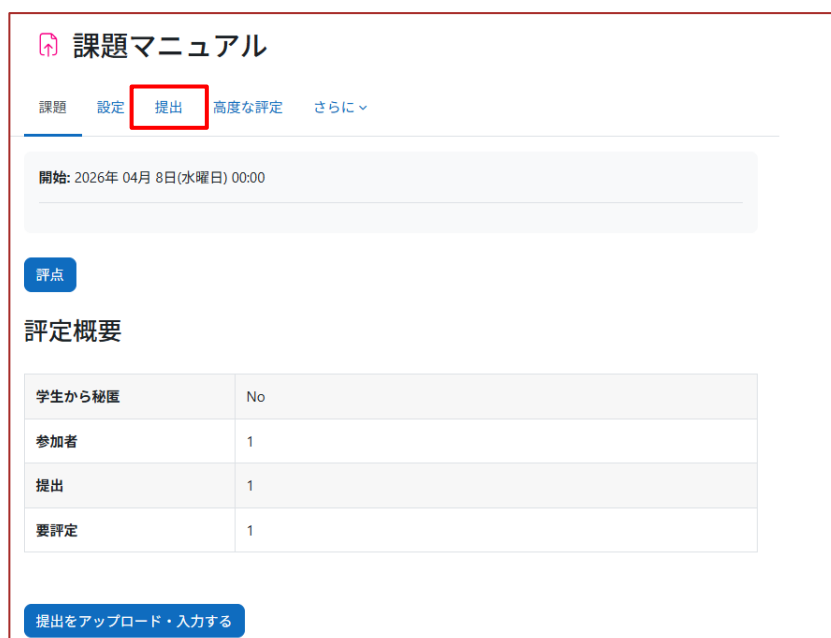 課題マニュアル
課題 設定 提出 高度な評定 さらに
開始: 2026年 04月 8日(水曜日) 00:00
評点
評定概要
学生から秘匿 No
参加者 1
提出 1
要評定 1
提出をアップロード・入力する